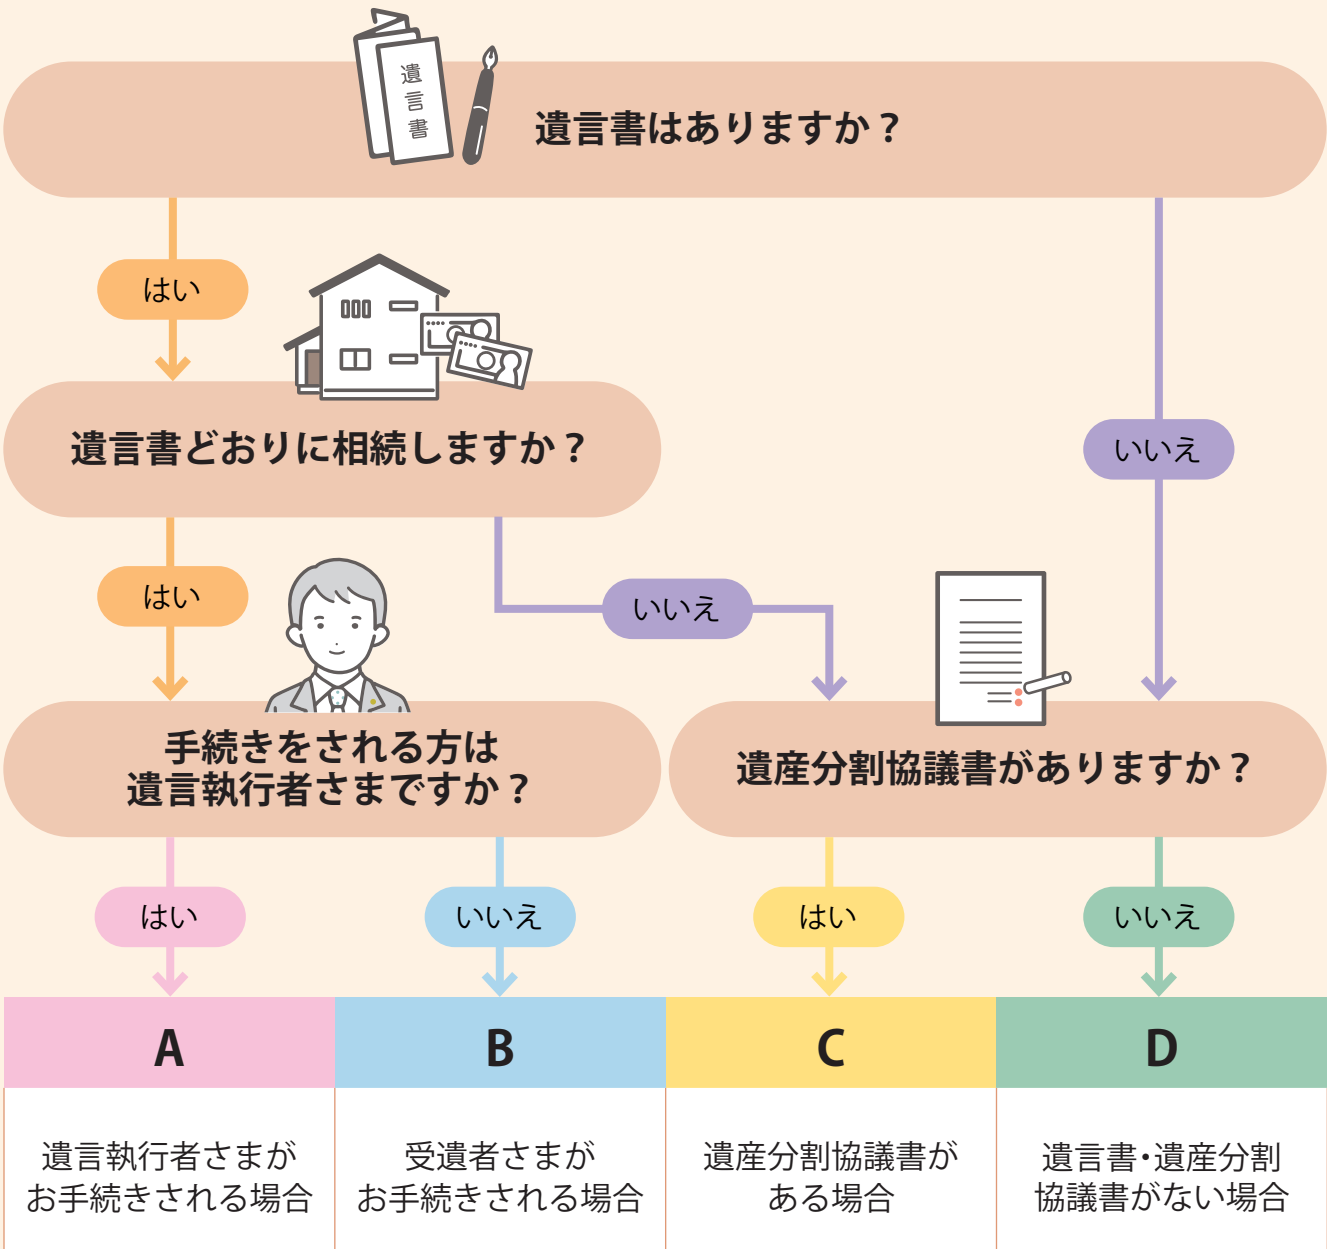 遺言書
遺言書はありますか？
はい
いいえ
遺言書どおりに相続しますか？
はい
いいえ
手続きをされる方は
遺言執行者さまですか？
遺産分割協議書がありますか？
はい
いいえ
はい
いいえ
A
B
C
D
遺言執行者さまが
お手続きされる場合
受遺者さまが
お手続きされる場合
遺産分割協議書が
ある場合
遺言書・遺産分割
協議書がない場合